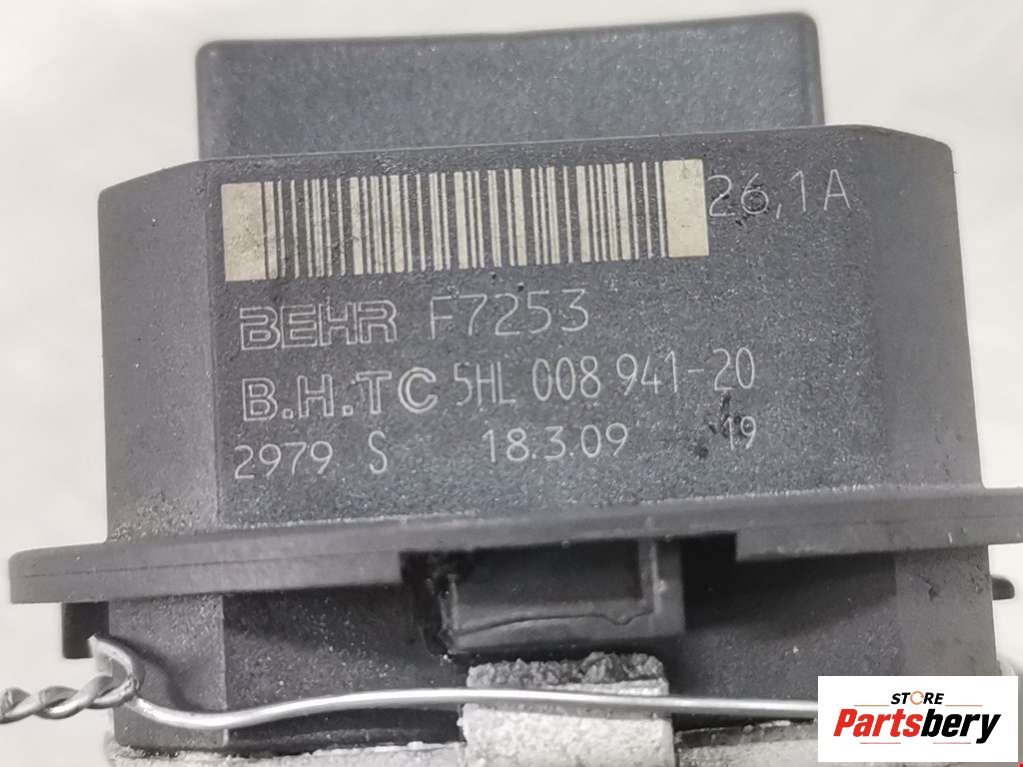 26,1A
BEHR F7253
B.H.TC 5HL 008 941-20
2979 S 18.3.09 19
STORE
Partsbery